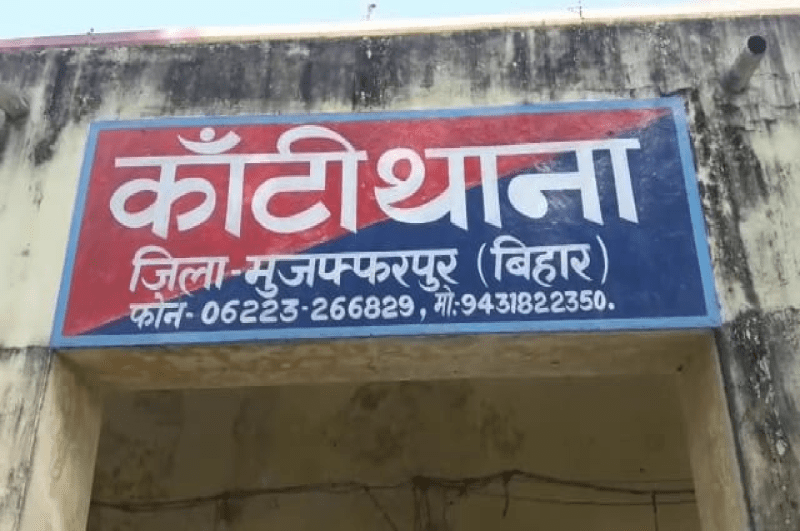 काँटी थाना
जिला-मुजफ्फरपुर (बिहार)
फोन- 06223-266829, मो:-9431822350.